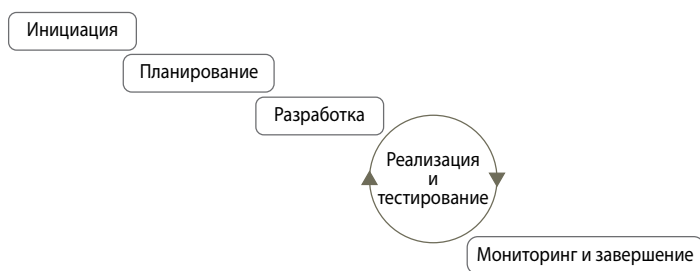 Инициация
Планирование
Разработка
Реализация
и
тестирование
Мониторинг и завершение